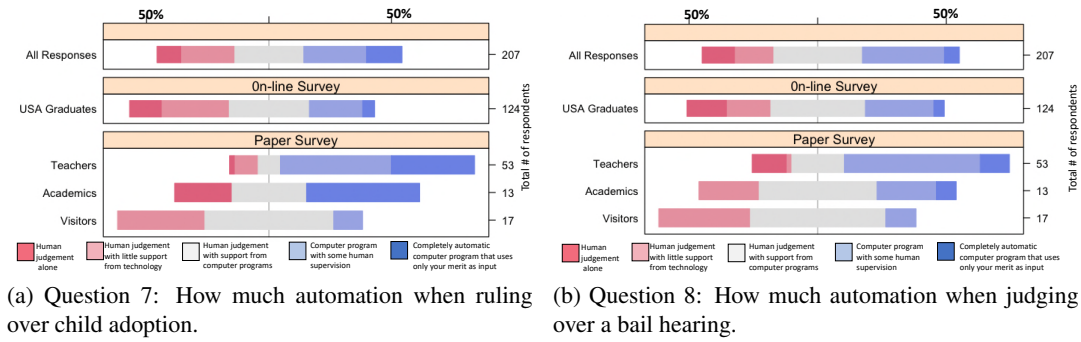 50%
50%
All Responses
207
0n-line Survey
USA Graduates
124
Paper Survey
Teachers
53
Academics
13
Visitors
17
Total # of respondents
Human judgement alone
Human judgement with little support from technology
Human judgement with support from computer programs
Computer program with some human supervision
Completely automatic computer program that uses only your merit as input
(a) Question 7: How much automation when ruling
over child adoption.
50%
50%
All Responses
207
0n-line Survey
USA Graduates
124
Paper Survey
Teachers
53
Academics
13
Visitors
17
Total # of respondents
Human judgement alone
Human judgement with little support from technology
Human judgement with support from computer programs
Computer program with some human supervision
Completely automatic computer program that uses only your merit as input
(b) Question 8: How much automation when judging
over a bail hearing.